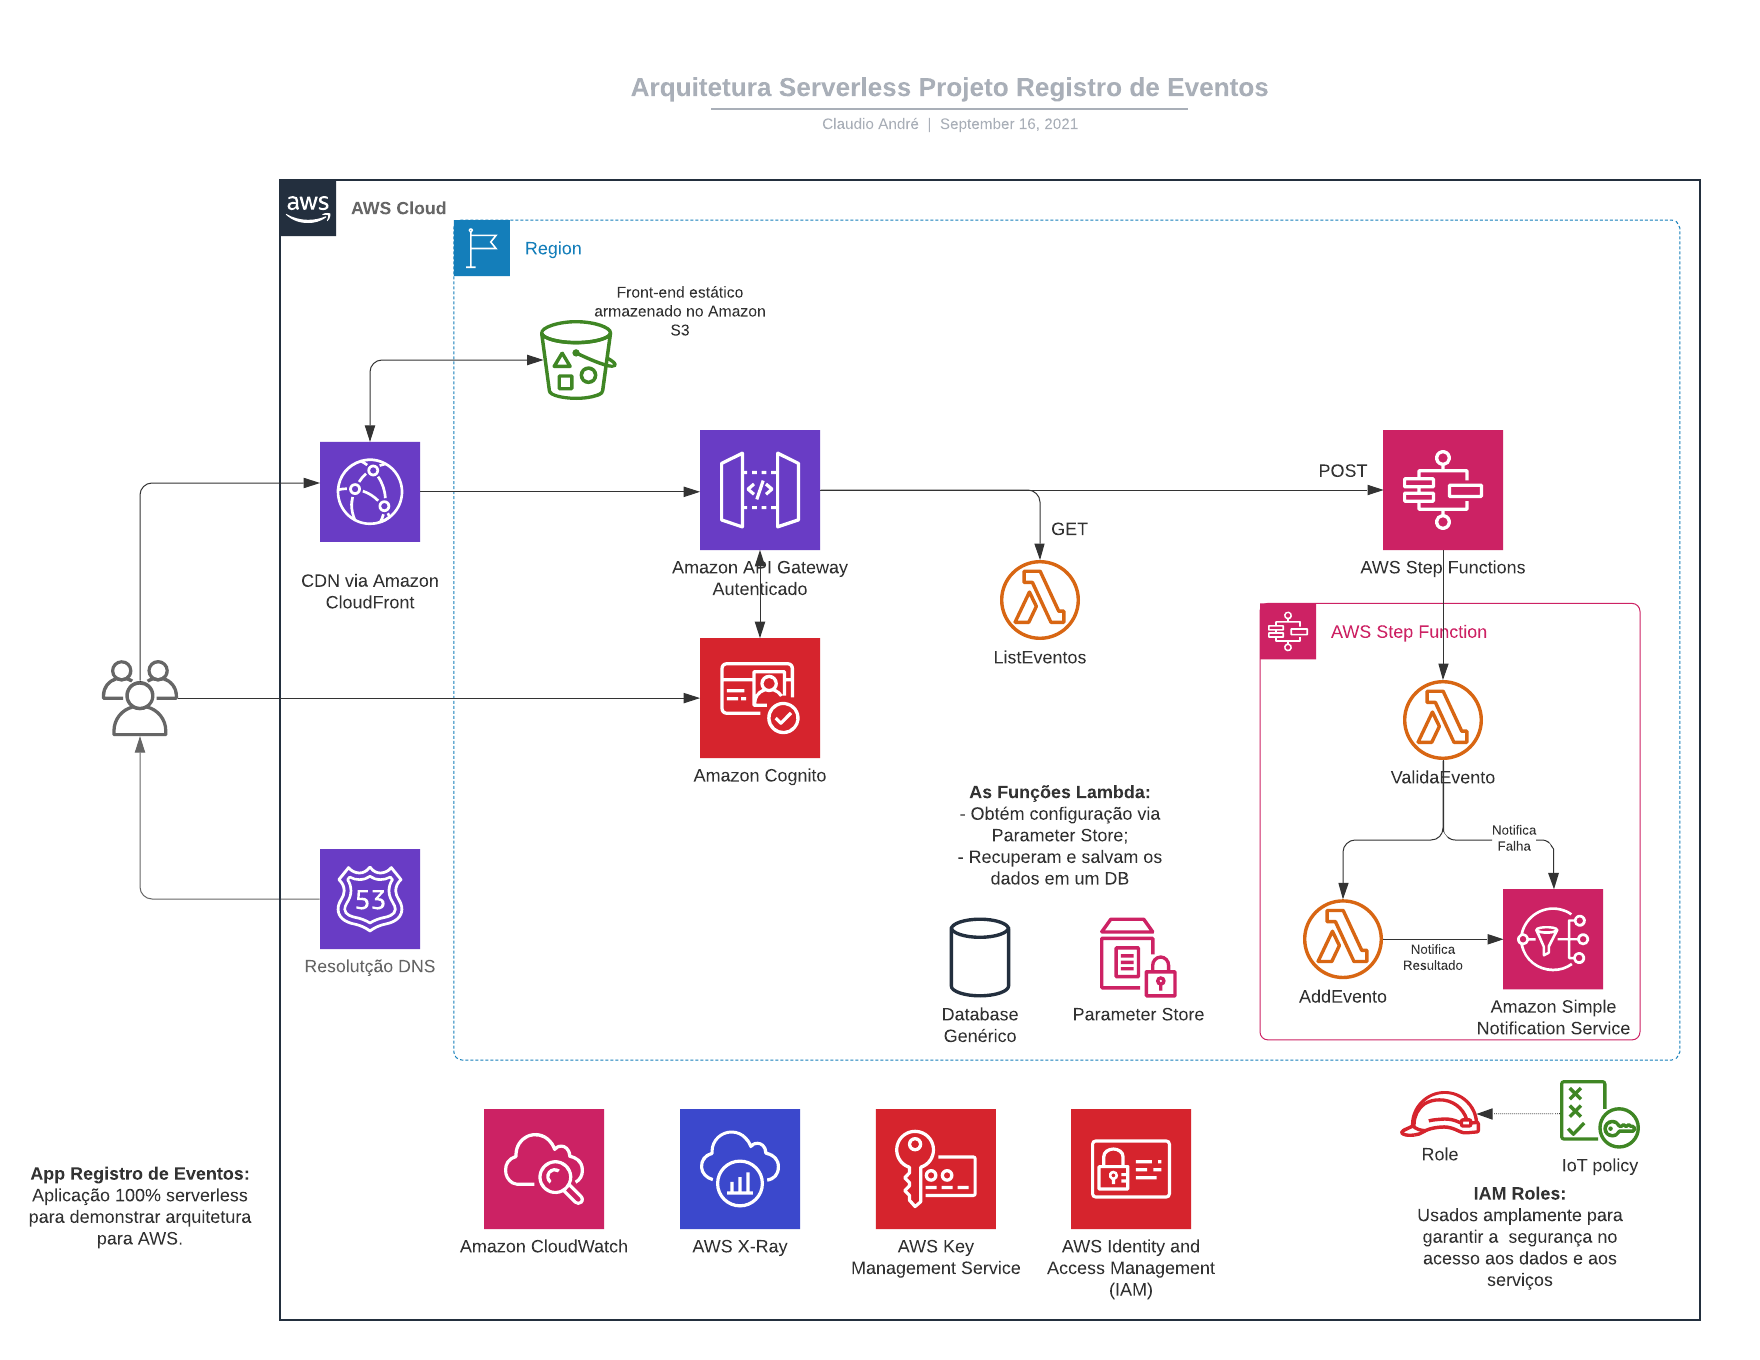 Arquitetura Serverless Projeto Registro de Eventos
Claudio André | September 16, 2021
aws
AWS Cloud
Region
Front-end estático
armazenado no Amazon
S3
CDN via Amazon
CloudFront
Amazon API Gateway
Autenticado
POST
GET
AWS Step Functions
ListEventos
AWS Step Function
Amazon Cognito
ValidaEvento
As Funções Lambda:
- Obtém configuração via
Parameter Store;
- Recuperam e salvam os
dados em um DB
Notifica
Falha
53
Resolutção DNS
Notifica
Resultado
AddEvento
Amazon Simple
Notification Service
Database
Genérico
Parameter Store
App Registro de Eventos:
Aplicação 100% serverless
para demonstrar arquitetura
para AWS.
Amazon CloudWatch
AWS X-Ray
AWS Key
Management Service
AWS Identity and
Access Management
(IAM)
Role
IoT policy
IAM Roles:
Usados amplamente para
garantir a segurança no
acesso aos dados e aos
serviços